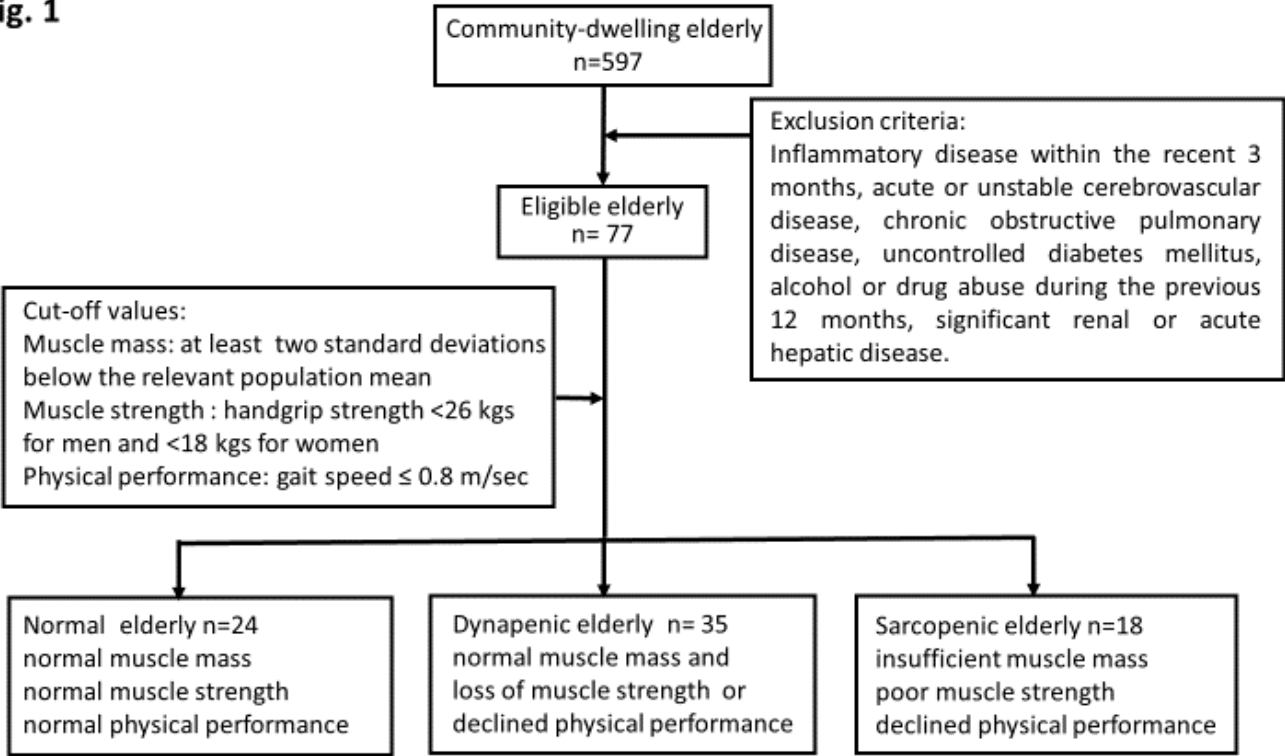 ig. 1
Community-dwelling elderly
n=597
Exclusion criteria:
Inflammatory disease within the recent 3
months, acute or unstable cerebrovascular
disease, chronic obstructive pulmonary
disease, uncontrolled diabetes mellitus,
alcohol or drug abuse during the previous
12 months, significant renal or acute
hepatic disease.
Eligible elderly
n= 77
Cut-off values:
Muscle mass: at least two standard deviations
below the relevant population mean
Muscle strength : handgrip strength <26 kgs
for men and <18 kgs for women
Physical performance: gait speed ≤ 0.8 m/sec
Normal elderly n=24
normal muscle mass
normal muscle strength
normal physical performance
Dynapenic elderly n= 35
normal muscle mass and
loss of muscle strength or
declined physical performance
Sarcopenic elderly n=18
insufficient muscle mass
poor muscle strength
declined physical performance